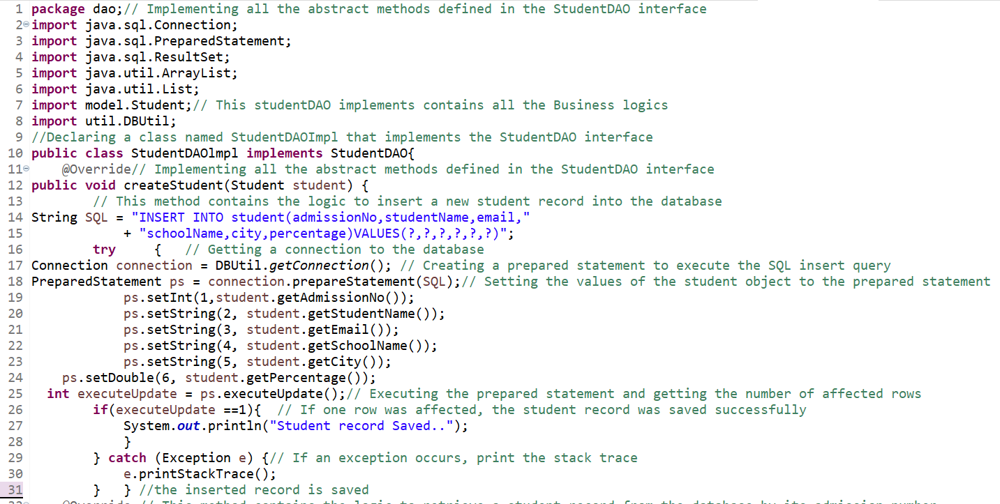 1 package dao;// Implementing all the abstract methods defined in the StudentDAO interface
2 import java.sql.Connection;
3 import java.sql.PreparedStatement;
4 import java.sql.ResultSet;
5 import java.util.ArrayList;
6 import java.util.List;
7 import model.Student;// This studentDAO implements contains all the Business logics
8 import util.DBUtil;
9 //Declaring a class named StudentDAOImpl that implements the StudentDAO interface
10 public class StudentDAOlmpl implements StudentDAO{
11 @Override// Implementing all the abstract methods defined in the StudentDAO interface
12 public void createStudent(Student student) {
13 // This method contains the logic to insert a new student record into the database
14 String SQL = "INSERT INTO student(admissionNo,studentName,email,"
15 + "schoolName,city,percentage)VALUES(?,?,?,?,?,?)";
16 try { // Getting a connection to the database
17 Connection connection = DBUtil.getConnection(); // Creating a prepared statement to execute the SQL insert query
18 PreparedStatement ps = connection.prepareStatement(SQL);// Setting the values of the student object to the prepared statement
19 ps.setInt(1,student.getAdmissionNo());
20 ps.setString(2, student.getStudentName());
21 ps.setString(3, student.getEmail());
22 ps.setString(4, student.getSchoolName());
23 ps.setString(5, student.getCity());
24 ps.setDouble(6, student.getPercentage());
25 int executeUpdate = ps.executeUpdate();// Executing the prepared statement and getting the number of affected rows
26 if(executeUpdate ==1){ // If one row was affected, the student record was saved successfully
27 System.out.println("Student record Saved..");
28 }
29 } catch (Exception e) {// If an exception occurs, print the stack trace
30 e.printStackTrace();
31 } } //the inserted record is saved